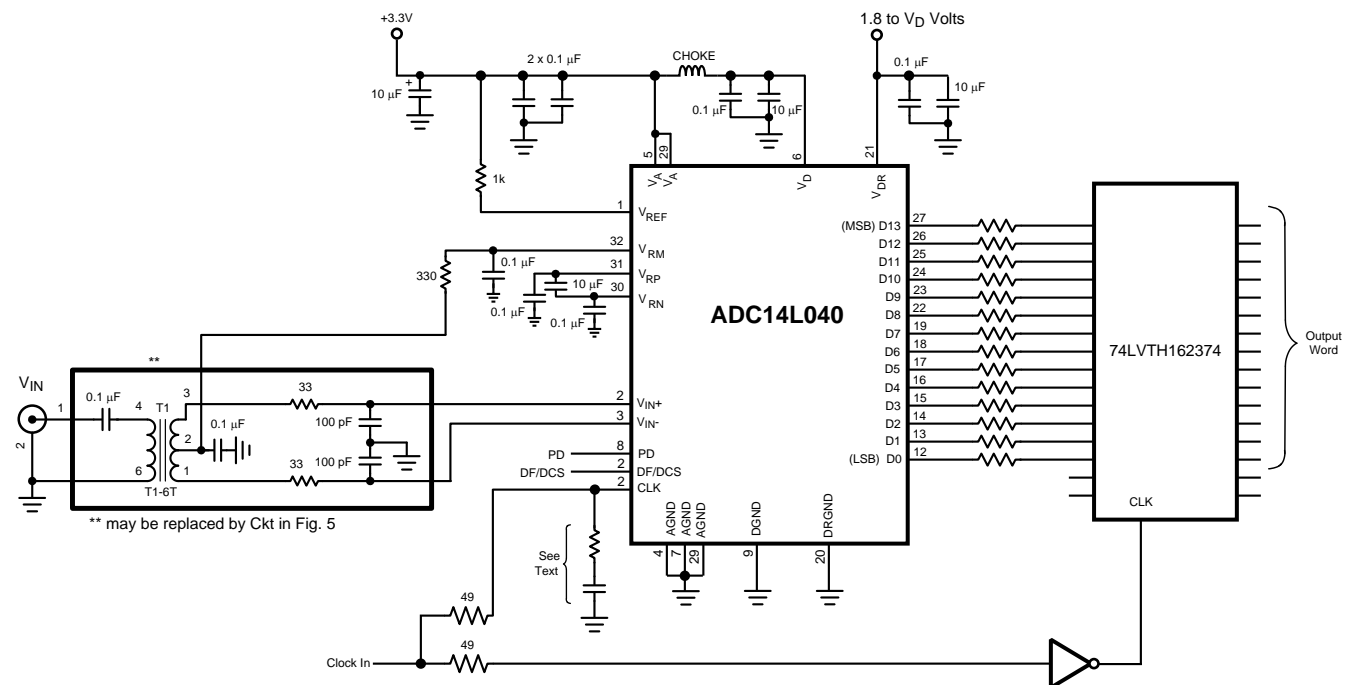 +3.3V
1.8 to VD Volts
2 x 0.1 µF
CHOKE
0.1 µF
+
10 µF
0.1 µF
10 µF
10 µF
5
29
6
21
VA
VA
VD
VDR
1k
1
VREF
32
VRM
330
0.1 µF
31
VRP
10 µF
30
VRN
0.1 µF
0.1 µF
ADC14L040
(MSB) D13
27
D12
26
D11
25
D10
24
D9
23
D8
22
D7
19
D6
18
D5
17
D4
16
D3
15
D2
14
D1
13
(LSB) D0
12
74LVTH162374
CLK
Output
Word
**
VIN
1
2
0.1 µF
4
T1
3
33
2
0.1 µF
100 pF
100 pF
6
1
33
T1-6T
2
VIN+
3
VIN-
PD
8
PD
DF/DCS
2
DF/DCS
2
CLK
** may be replaced by Ckt in Fig. 5
See
Text
AGND
AGND
AGND
DGND
DRGND
4
7
29
9
20
49
49
Clock In